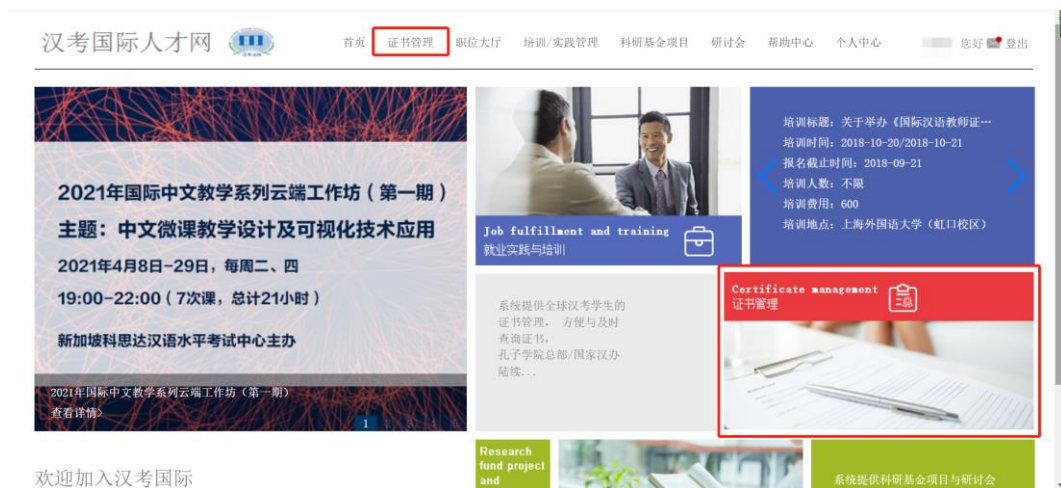 汉考国际人才网
首页 证书管理 职位大厅 培训/实践管理 科研基金项目 研讨会 帮助中心 个人中心 您好 登出
2021年国际中文教学系列云端工作坊（第一期）
主题：中文微课教学设计及可视化技术应用
2021年4月8日-29日，每周二、四
19:00-22:00（7次课，总计21小时）
新加坡科思达汉语水平考试中心主办
2021年国际中文教学系列云端工作坊（第一期）
查看详情>
1 2 3 4 5
Job fulfillment and training
就业实践与培训
培训标题：关于举办《国际汉语教师证…
培训时间：2018-10-20/2018-10-21
报名截止时间：2018-09-21
培训人数：不限
培训费用：600
培训地点：上海外国语大学（虹口校区）
系统提供全球汉考学生的
证书管理， 方便与及时
查询证书，
孔子学院总部/国家汉办
陆续...
Certificate management
证书管理
欢迎加入汉考国际
Research
fund project
and
系统提供科研基金项目与研讨会